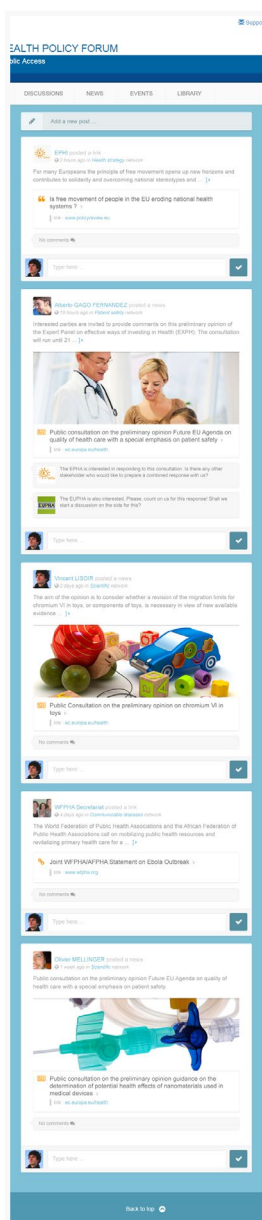 Suppo
EALTH POLICY FORUM
blic Access
DISCUSSIONS NEWS EVENTS LIBRARY
Add a new post ...
EPHI posted a link
2 hours ago in Health strategy network
For many Europeans the principle of free movement opens up new horizons and
contributes to solidarity and overcoming national stereotypes and ...
Is free movement of people in the EU eroding national health
systems ?
link
No comments
Type here ...
Alberto GAGO FERNANDEZ posted a news
hours ago in Patient safety network
Interested parties are invited to provide comments on this preliminary opinion of
the Expert Panel on effective ways of investing in Health (EXPH). The consultation
will run until 21 ...
Public consultation on the preliminary opinion Future EU Agenda on
quality of health care with a special emphasis on patient safety
link ec.europa.eu/health
The EPHA is interested in responding to this consultation. Is there any other
stakeholder who would like to prepare a combined response with us?
EUPHA
The EUPHA is also interested. Please, count on us for this response! Shall we
start a discussion on the side for this?
Type here ...
Vincent LISOIR posted a news
2 days ago in Scientific network
The aim of the opinion is to consider whether a revision of the migration limits for
chromium VI in toys, or components of toys, is necessary in view of new available
evidence ...
Public Consultation on the preliminary opinion on chromium VI in
toys
link ec.europa.eu/health
No comments
Type here ...
WFPHA Secretariat posted a link
4 days ago in Communicable diseases network
The World Federation of Public Health Associations and the African Federation of
Public Health Associations call on mobilizing public health resources and
revitalizing primary health care for a ...
Joint WFPHA/AFPHA Statement on Ebola Outbreak
link www.wfpha.org
No comments
Type here ...
Olivier MELLINGER posted a news
1 week ago in Scientific network
Public consultation on the preliminary opinion Future EU Agenda on quality of
health care with a special emphasis on patient safety
Public consultation on the preliminary opinion guidance on the
determination of potential health effects of nanomaterials used in
medical devices
link ec.europa.eu/health
No comments
Type here ...
Back to top